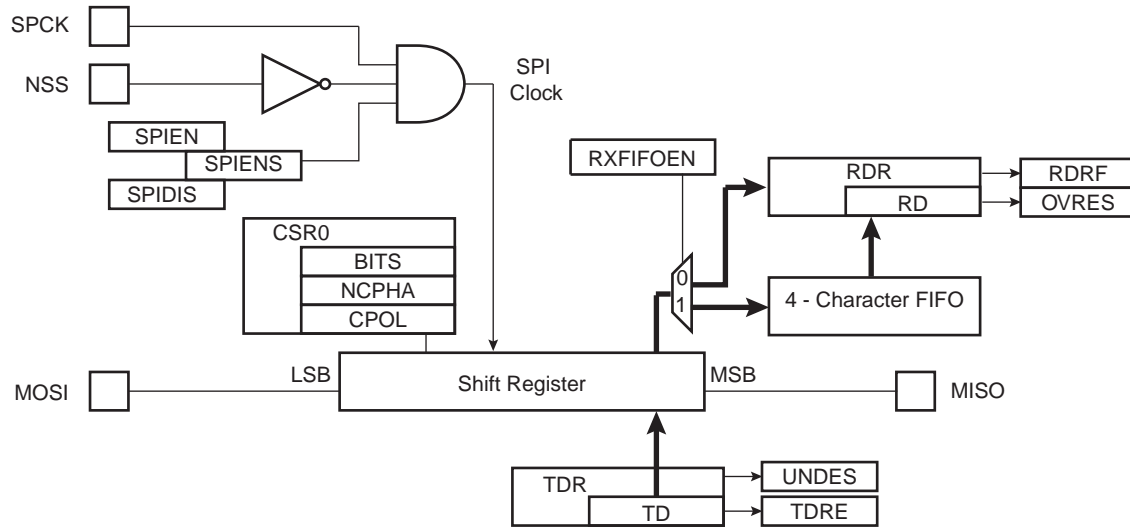 SPCK
NSS
SPI
Clock
SPIEN
SPIENS
SPIDIS
RXFIFOEN
RDR
RD
RDRF
OVRES
CSR0
BITS
NCPHA
CPOL
0
1
4 - Character FIFO
MOSI
LSB
Shift Register
MSB
MISO
TDR
TD
UNDES
TDRE